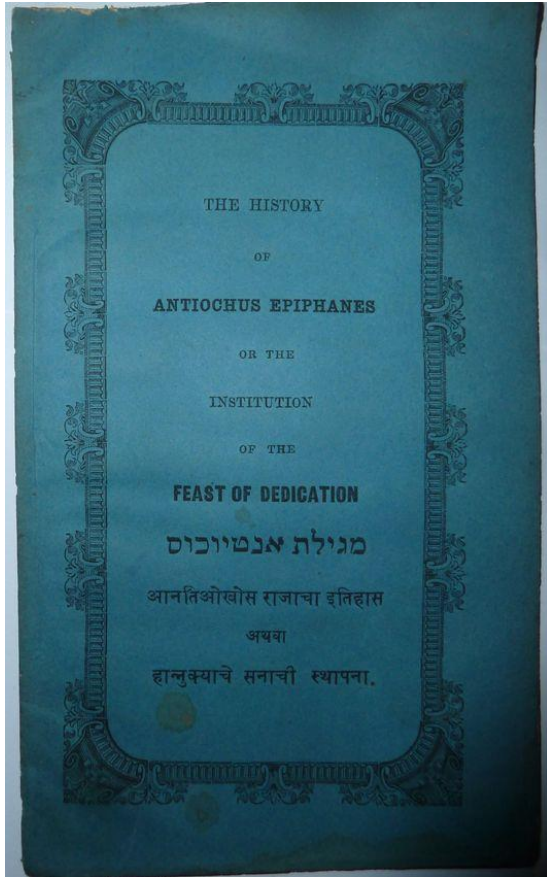 THE HISTORY
OF
ANTIOCHUS EPIPHANES
OR THE
INSTITUTION
OF THE
FEAST OF DEDICATION
מגילת אנטיוכוס
आनतिओखोस राजाचा इतिहास
अथवा
हान्नुक्याचे सनाची स्थापना.